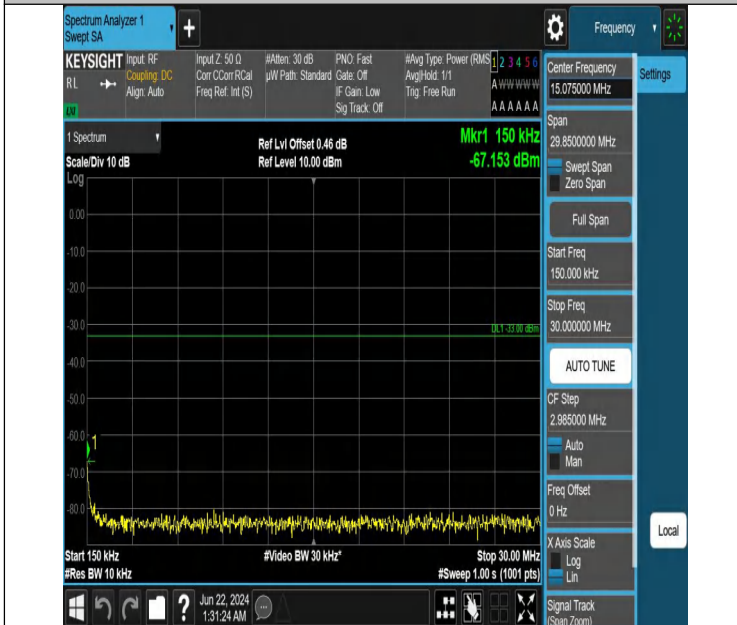 Spectrum Analyzer 1
Swept SA
+
Frequency
KEYSIGHT
RL
Input: RF
Coupling: DC
Align: Auto
Input Z: 50 Ω
Corr CCorr RCal
Freq Ref: Int (S)
#Atten: 30 dB
µW Path: Standard
PNO: Fast
Gate: Off
IF Gain: Low
Sig Track: Off
#Avg Type: Power (RMS
Avg|Hold: 1/1
Trig: Free Run
1 2 3 4 5 6
A W W W W W
A A A A A A
1 Spectrum
Scale/Div 10 dB
Ref Lvl Offset 0.46 dB
Ref Level 10.00 dBm
Mkr1 150 kHz
-67.153 dBm
Log
0.00
-10.0
-20.0
-30.0
DL1 -33.00 dBm
-40.0
-50.0
-60.0
1
-70.0
-80.0
Start 150 kHz
#Video BW 30 kHz*
Stop 30.00 MHz
#Res BW 10 kHz
#Sweep 1.00 s (1001 pts)
Center Frequency
15.075000 MHz
Settings
Span
29.8500000 MHz
Swept Span
Zero Span
Full Span
Start Freq
150.000 kHz
Stop Freq
30.000000 MHz
AUTO TUNE
CF Step
2.985000 MHz
Auto
Man
Freq Offset
0 Hz
X Axis Scale
Log
Lin
Local
Signal Track
(Span Zoom)
?
Jun 22, 2024
1:31:24 AM